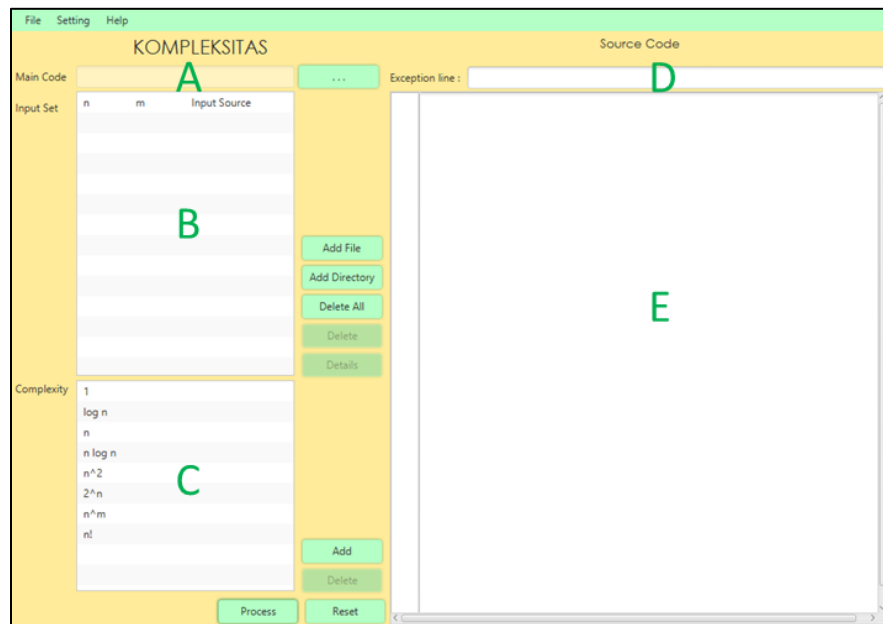 File Setting Help
KOMPLEKSITAS
Source Code
Main Code
A
...
Exception line :
D
Input Set
n m Input Source
B
Add File
Add Directory
Delete All
Delete
Details
E
Complexity
1
log n
n
n log n
n^2
2^n
n^m
n!
C
Add
Delete
Process
Reset